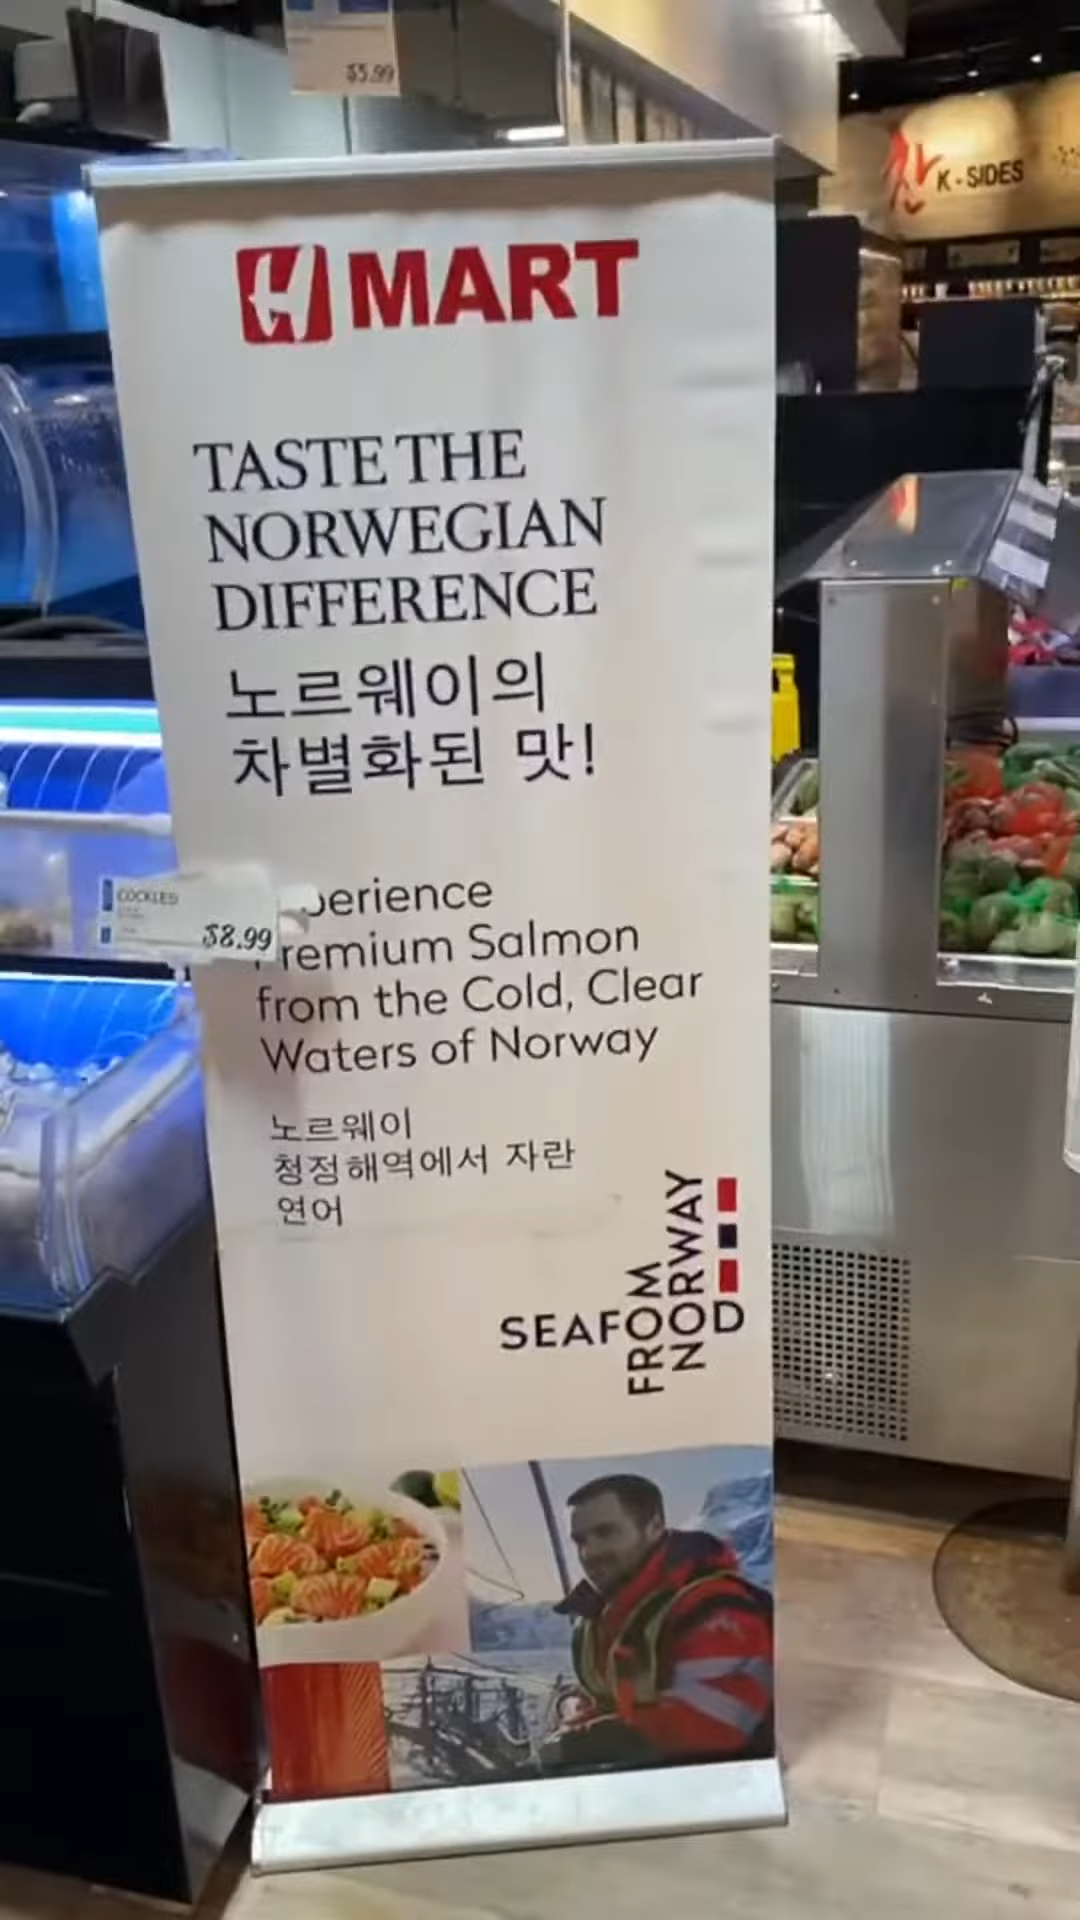 $5.99
찬 K-SIDES
H MART
TASTE THE
NORWEGIAN
DIFFERENCE
노르웨이의
차별화된 맛!
COCKLES
$8.99
perience
remium Salmon
from the Cold, Clear
Waters of Norway
노르웨이
청정해역에서 자란
연어
SEAFOOD
FROM
NORWAY